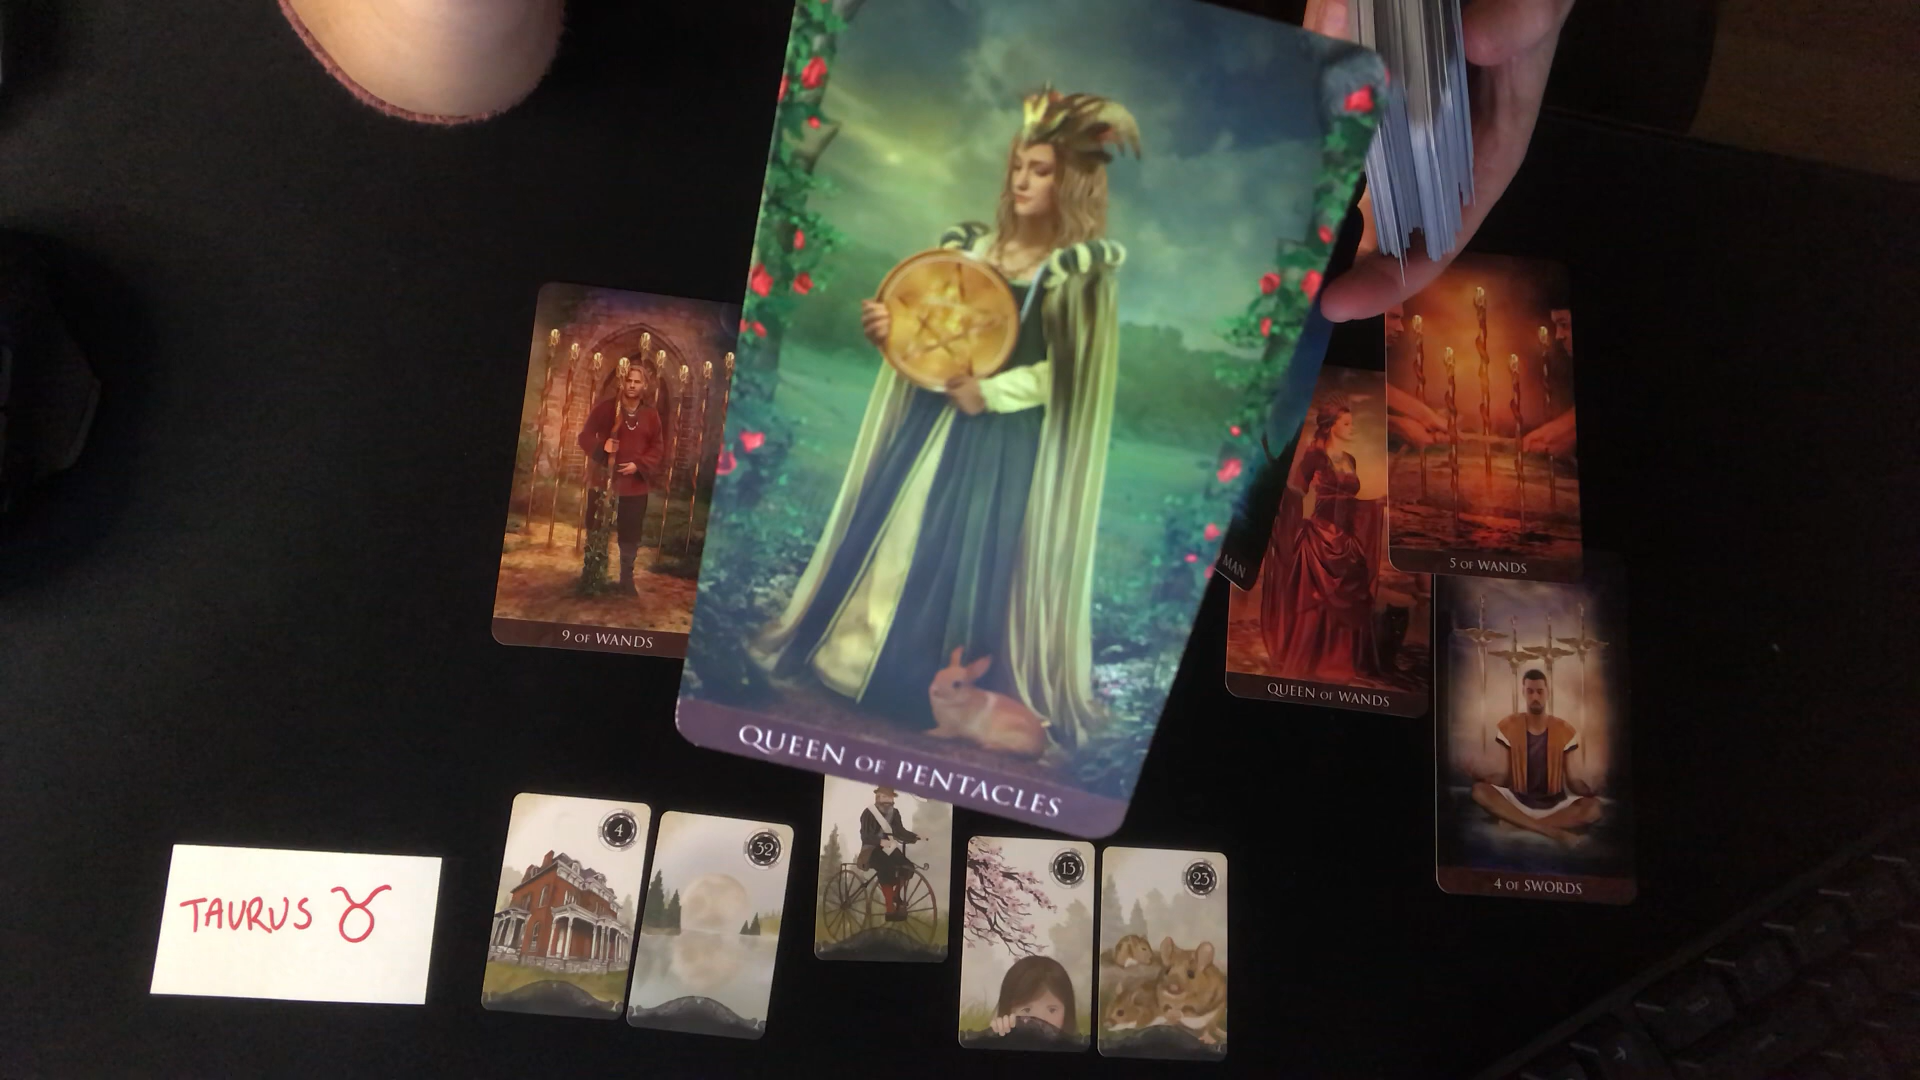 QUEEN OF PENTACLES
9 OF WANDS
MAN
QUEEN OF WANDS
5 OF WANDS
4 OF SWORDS
TAURUS ♉
4
32
13
23